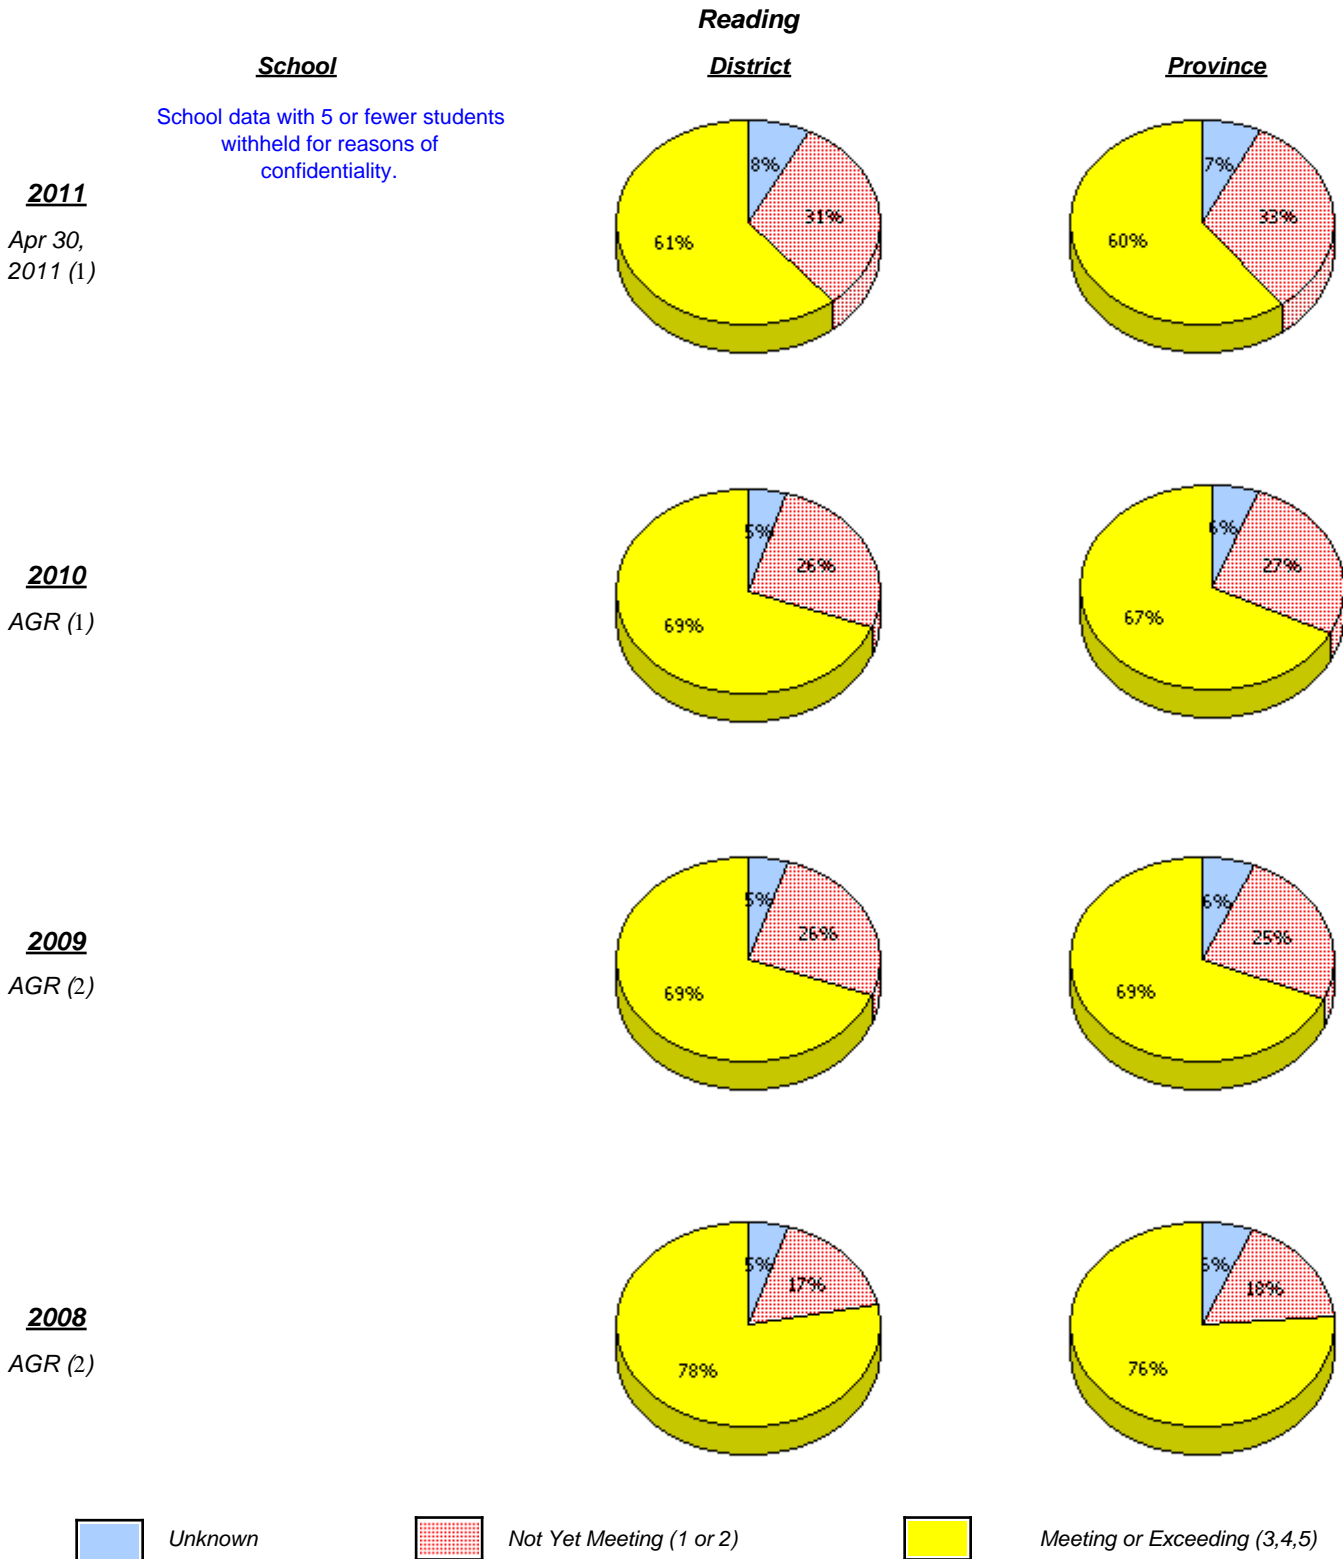 Reading
School
District
Province
School data with 5 or fewer students
withheld for reasons of
confidentiality.
2011
Apr 30,
2011 (1)
8%
31%
61%
7%
33%
60%
2010
AGR (1)
5%
26%
69%
6%
27%
67%
2009
AGR (2)
5%
26%
69%
6%
25%
69%
2008
AGR (2)
5%
17%
78%
18%
76%
Unknown
Not Yet Meeting (1 or 2)
Meeting or Exceeding (3,4,5)